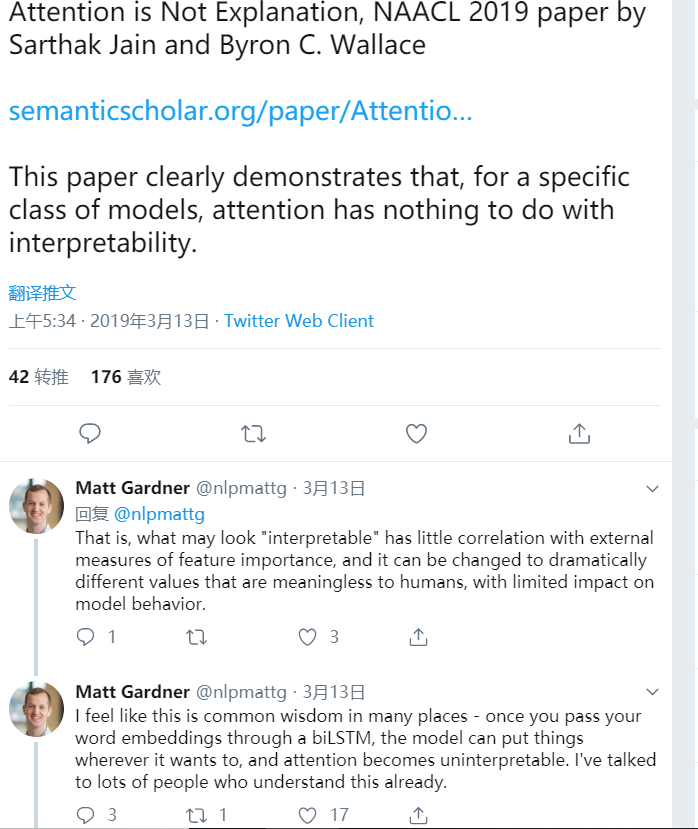 Attention is Not Explanation, NAACL 2019 paper by
Sarthak Jain and Byron C. Wallace
semanticscholar.org/paper/Attentio...
This paper clearly demonstrates that, for a specific
class of models, attention has nothing to do with
interpretability.
翻译推文
上午5:34 · 2019年3月13日 · Twitter Web Client
42 转推 176 喜欢
Matt Gardner @nlpmattg · 3月13日
回复 @nlpmattg
That is, what may look "interpretable" has little correlation with external
measures of feature importance, and it can be changed to dramatically
different values that are meaningless to humans, with limited impact on
model behavior.
1 3
Matt Gardner @nlpmattg · 3月13日
I feel like this is common wisdom in many places - once you pass your
word embeddings through a biLSTM, the model can put things
wherever it wants to, and attention becomes uninterpretable. I've talked
to lots of people who understand this already.
3 1 17